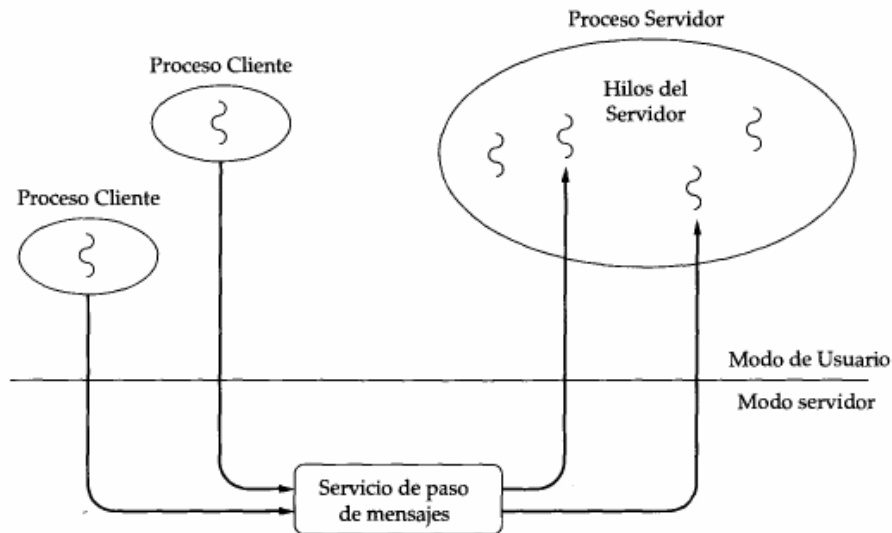 Proceso Servidor
Proceso Cliente
Hilos del
Servidor
Proceso Cliente
Modo de Usuario
Modo servidor
Servicio de paso
de mensajes